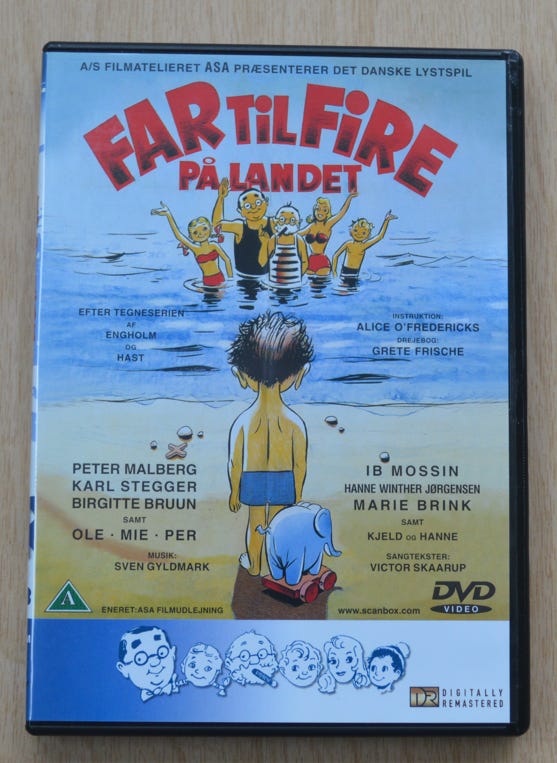 A/S FILMATELIERET ASA PRÆSENTERER DET DANSKE LYSTSPIL
FAR TIL FIRE
PÅ LANDET
EFTER TEGNESERIEN
AF
ENGHOLM
OG
HAST
INSTRUKTION:
ALICE O'FREDERICKS
DREJEBOG:
GRETE FRISCHE
PETER MALBERG
KARL STEGGER
BIRGITTE BRUUN
SAMT
OLE · MIE · PER
MUSIK:
SVEN GYLDMARK
IB MOSSIN
HANNE WINTHER JØRGENSEN
MARIE BRINK
SAMT
KJELD OG HANNE
SANGTEKSTER:
VICTOR SKAARUP
A
ENERET:ASA FILMUDLEJNING
www.scanbox.com
DVD
VIDEO
DR DIGITALLY
REMASTERED